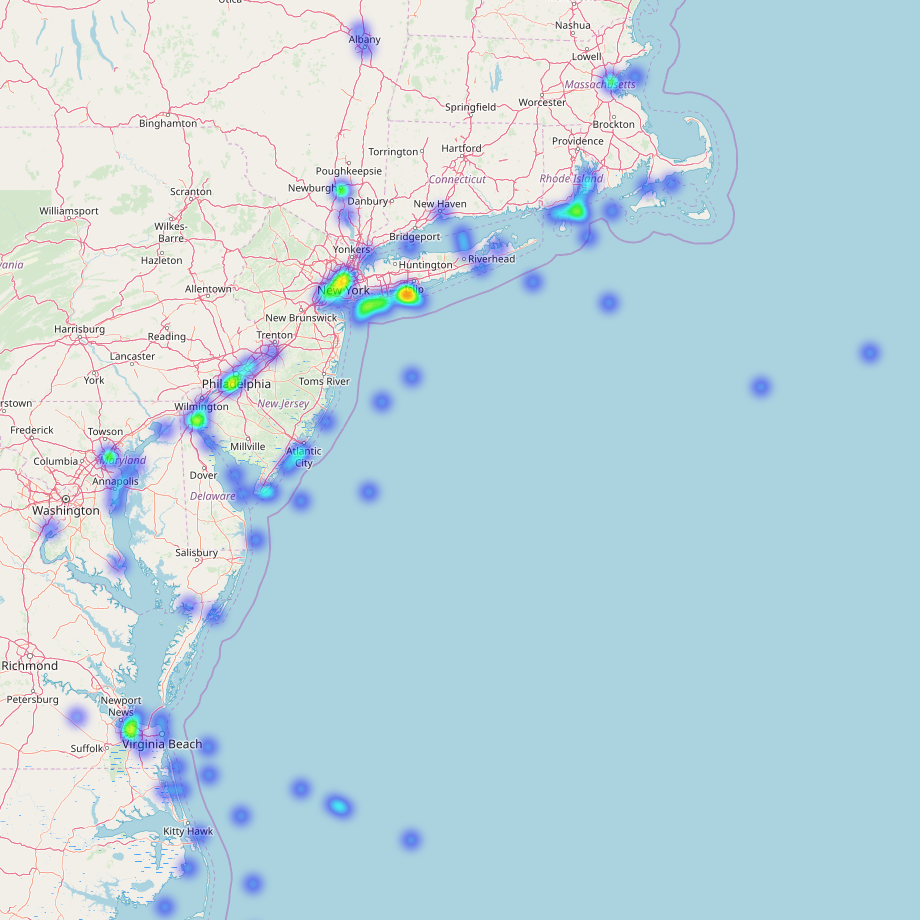 Utica
Nashua
Albany
Lowell
Massachusetts
Worcester
Springfield
Binghamton
Brockton
Providence
Torrington
Hartford
Poughkeepsie
Connecticut
Rhode Island
Newburgh
Scranton
Danbury
New Haven
Williamsport
Wilkes-
Barre
Bridgeport
Yonkers
Hazleton
Riverhead
Huntington
Allentown
New York
New Brunswick
Harrisburg
Reading
Trenton
Lancaster
York
Philadelphia
Toms River
Wilmington
New Jersey
Frederick
Towson
Millville
Atlantic
City
Columbia
Maryland
Dover
Annapolis
Delaware
Washington
Salisbury
Richmond
Petersburg
Newport
News
Virginia Beach
Suffolk
Kitty Hawk